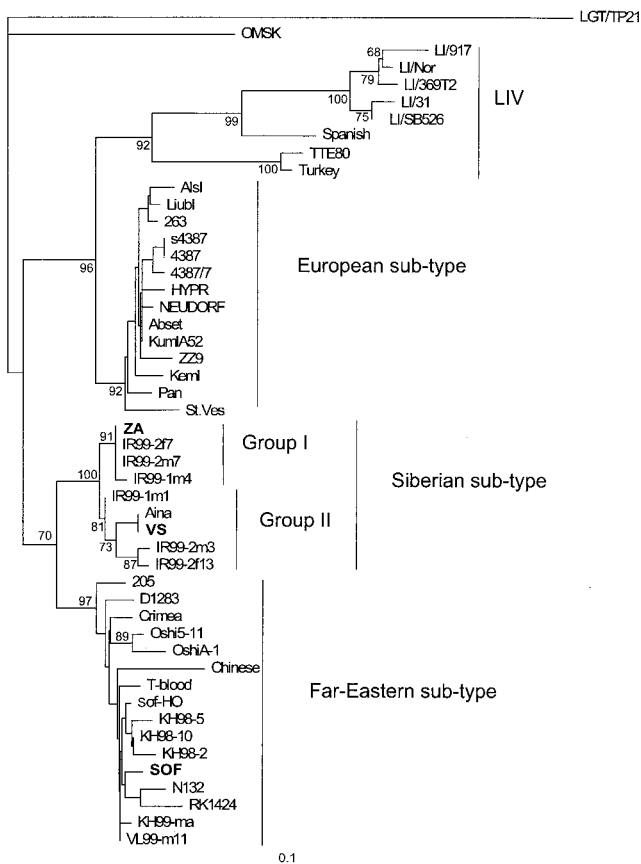 LGT/TP21
OMSK
68 LI/917
LI/Nor
79 LI/369T2
LIV
100 LI/31
75 LI/SB526
99
Spanish
92
TTE80
100 Turkey
Alsl
Liubl
263
s4387
4387
European sub-type
96
4387/7
HYPR
NEUDORF
Abset
KumlA52
ZZ9
Keml
92
Pan
St.Ves
ZA
91 IR99-2f7
Group I
IR99-2m7
100 IR99-1m4
Siberian sub-type
IR99-1m1
Aina
81
VS
Group II
70
73 IR99-2m3
87 IR99-2f13
205
97
D1283
Crimea
89 Oshi5-11
OshiA-1
Chinese
T-blood
Far-Eastern sub-type
sof-HO
KH98-5
KH98-10
KH98-2
SOF
N132
RK1424
KH99-ma
VL99-m11
0.1